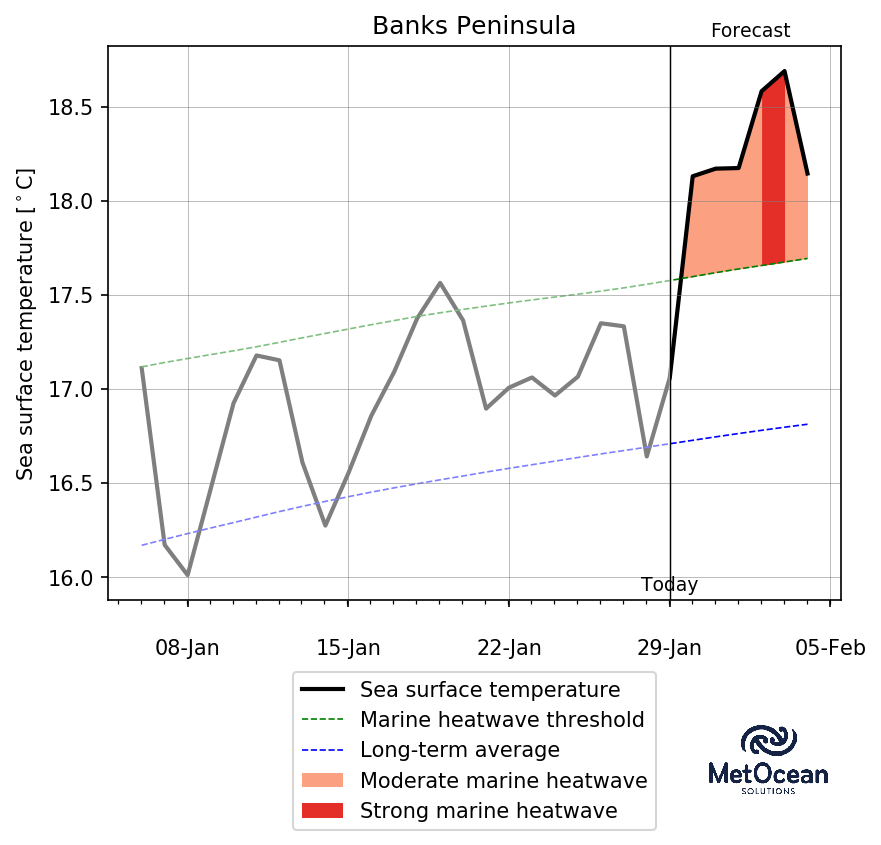 Banks Peninsula
Forecast
Sea surface temperature [°C]
18.5
18.0
17.5
17.0
16.5
16.0
Today
08-Jan 15-Jan 22-Jan 29-Jan 05-Feb
Sea surface temperature
Marine heatwave threshold
Long-term average
Moderate marine heatwave
Strong marine heatwave
MetOcean
SOLUTIONS